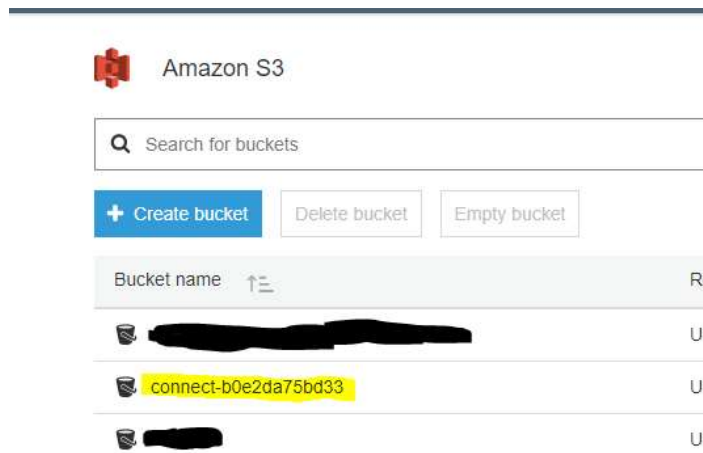 Amazon S3
Search for buckets
Create bucket Delete bucket Empty bucket
Bucket name R
U
connect-b0e2da75bd33 U
U